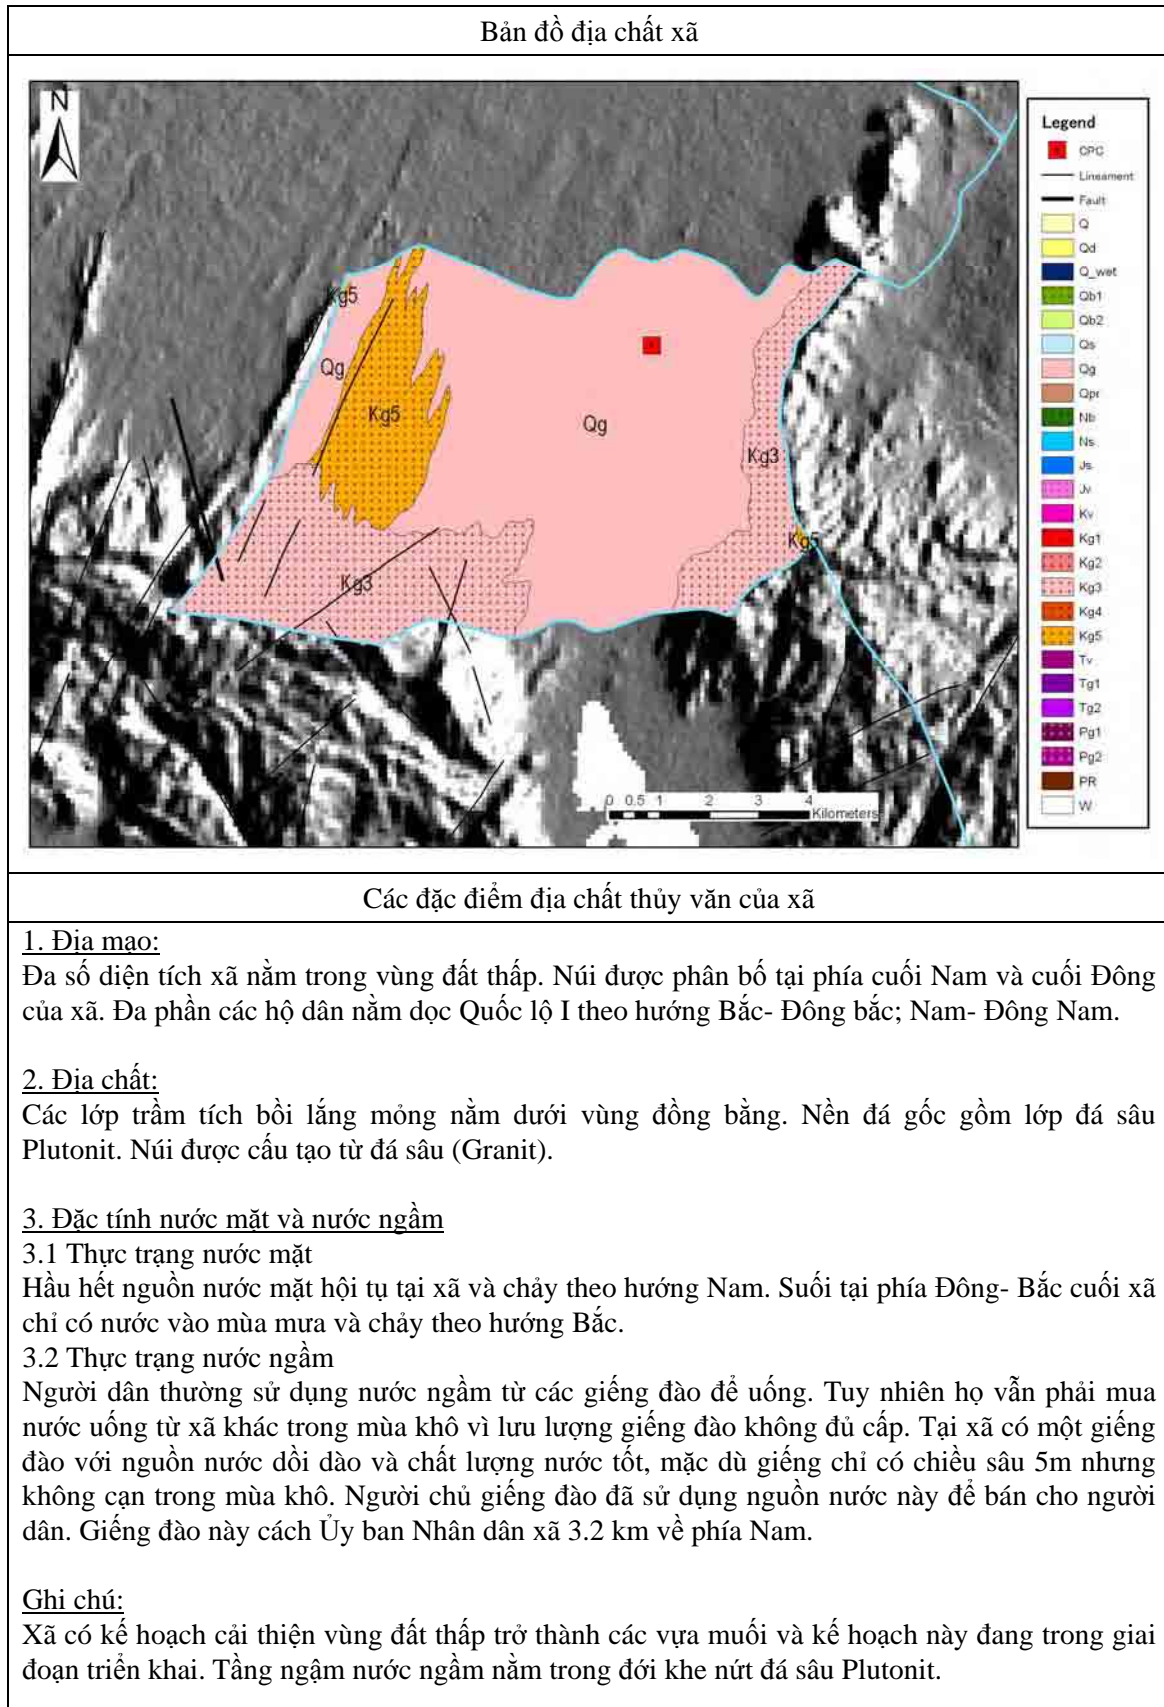 Bản đồ địa chất xã
N
Kg5
Qg
Kg5
Qg
Kg3
Kg3
Kg5
0 0.5 1 2 3 4
Kilometers
Legend
CPC
Lineament
Fault
Q
Qd
Q_wet
Qb1
Qb2
Qs
Qg
Qpr
Nb
Ns
Js
Jv
Kv
Kg1
Kg2
Kg3
Kg4
Kg5
Tv
Tg1
Tg2
Pg1
Pg2
PR
W
Các đặc điểm địa chất thủy văn của xã
1. Địa mạo:
Đa số diện tích xã nằm trong vùng đất thấp. Núi được phân bố tại phía cuối Nam và cuối Đông
của xã. Đa phần các hộ dân nằm dọc Quốc lộ I theo hướng Bắc- Đông bắc; Nam- Đông Nam.
2. Địa chất:
Các lớp trầm tích bồi lắng mỏng nằm dưới vùng đồng bằng. Nền đá gốc gồm lớp đá sâu
Plutonit. Núi được cấu tạo từ đá sâu (Granit).
3. Đặc tính nước mặt và nước ngầm
3.1 Thực trạng nước mặt
Hầu hết nguồn nước mặt hội tụ tại xã và chảy theo hướng Nam. Suối tại phía Đông- Bắc cuối xã
chỉ có nước vào mùa mưa và chảy theo hướng Bắc.
3.2 Thực trạng nước ngầm
Người dân thường sử dụng nước ngầm từ các giếng đào để uống. Tuy nhiên họ vẫn phải mua
nước uống từ xã khác trong mùa khô vì lưu lượng giếng đào không đủ cấp. Tại xã có một giếng
đào với nguồn nước dồi dào và chất lượng nước tốt, mặc dù giếng chỉ có chiều sâu 5m nhưng
không cạn trong mùa khô. Người chủ giếng đào đã sử dụng nguồn nước này để bán cho người
dân. Giếng đào này cách Ủy ban Nhân dân xã 3.2 km về phía Nam.
Ghi chú:
Xã có kế hoạch cải thiện vùng đất thấp trở thành các vựa muối và kế hoạch này đang trong giai
đoạn triển khai. Tầng ngậm nước ngầm nằm trong đới khe nứt đá sâu Plutonit.